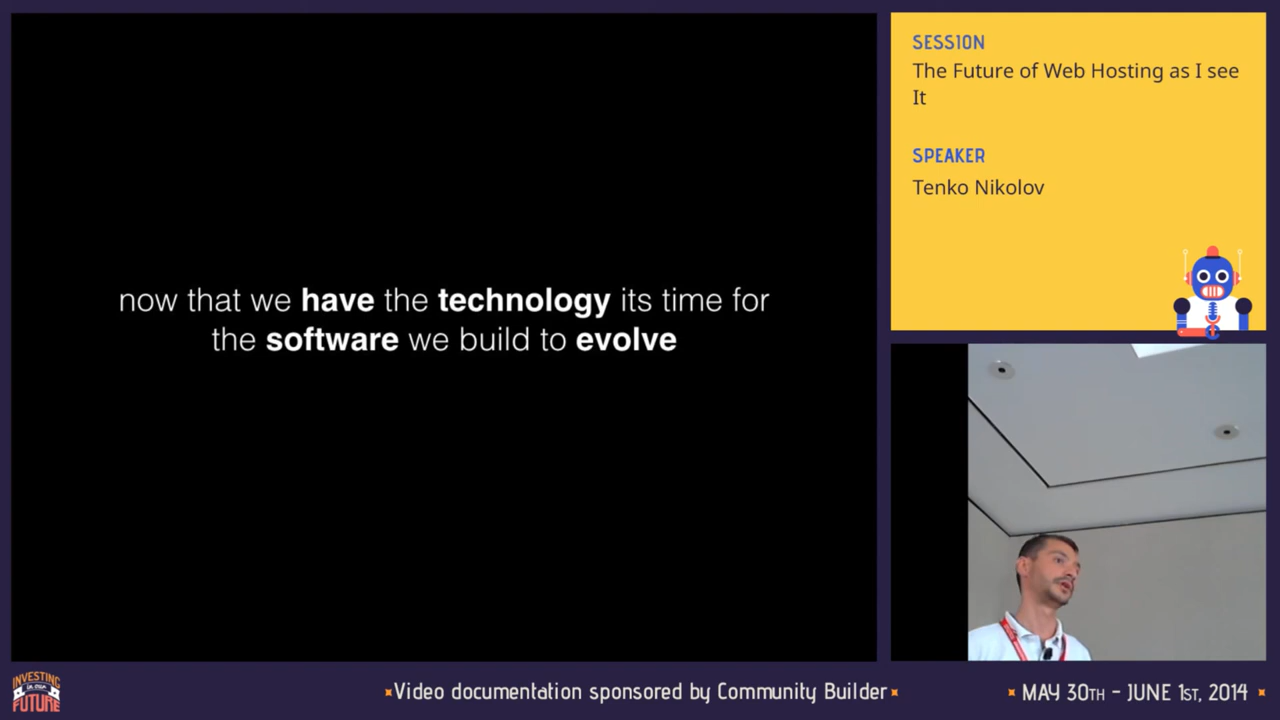 now that we have the technology its time for
the software we build to evolve
SESSION
The Future of Web Hosting as I see
It
SPEAKER
Tenko Nikolov
INVESTING
in our
FUTURE
Video documentation sponsored by Community Builder
MAY 30TH - JUNE 1ST, 2014